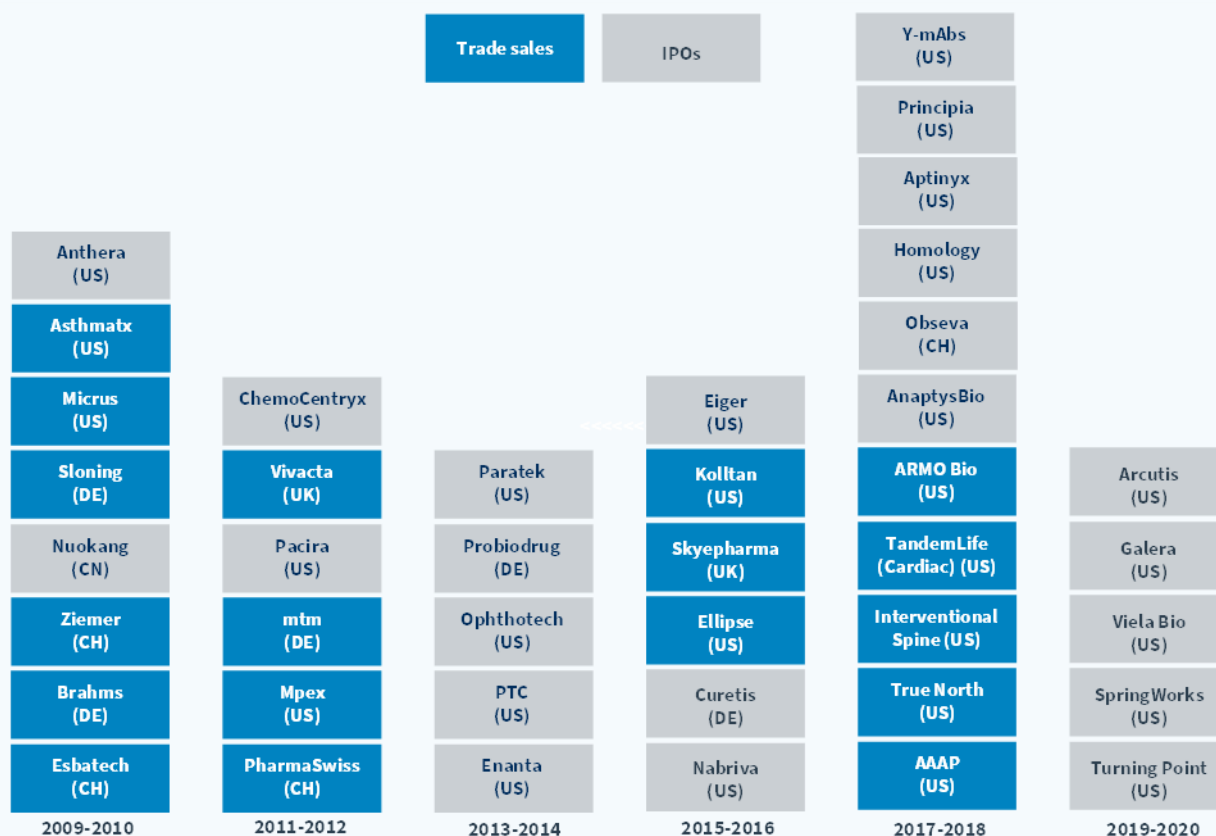 Trade sales
IPOs
Anthera
(US)
Asthmatx
(US)
Micrus
(US)
Sloning
(DE)
Nuokang
(CN)
Ziemer
(CH)
Brahms
(DE)
Esbatech
(CH)
2009-2010
ChemoCentryx
(US)
Vivacta
(UK)
Pacira
(US)
mtm
(DE)
Mpex
(US)
PharmaSwiss
(CH)
2011-2012
Paratek
(US)
Probiodrug
(DE)
Ophthotech
(US)
PTC
(US)
Enanta
(US)
2013-2014
Eiger
(US)
Kolltan
(US)
Skyepharma
(UK)
Ellipse
(US)
Curetis
(DE)
Nabriva
(US)
2015-2016
Y-mAbs
(US)
Principia
(US)
Aptinyx
(US)
Homology
(US)
Obseva
(CH)
AnaptysBio
(US)
ARMO Bio
(US)
TandemLife
(Cardiac) (US)
Interventional
Spine (US)
True North
(US)
AAAP
(US)
2017-2018
Arcutis
(US)
Galera
(US)
Viela Bio
(US)
SpringWorks
(US)
Turning Point
(US)
2019-2020